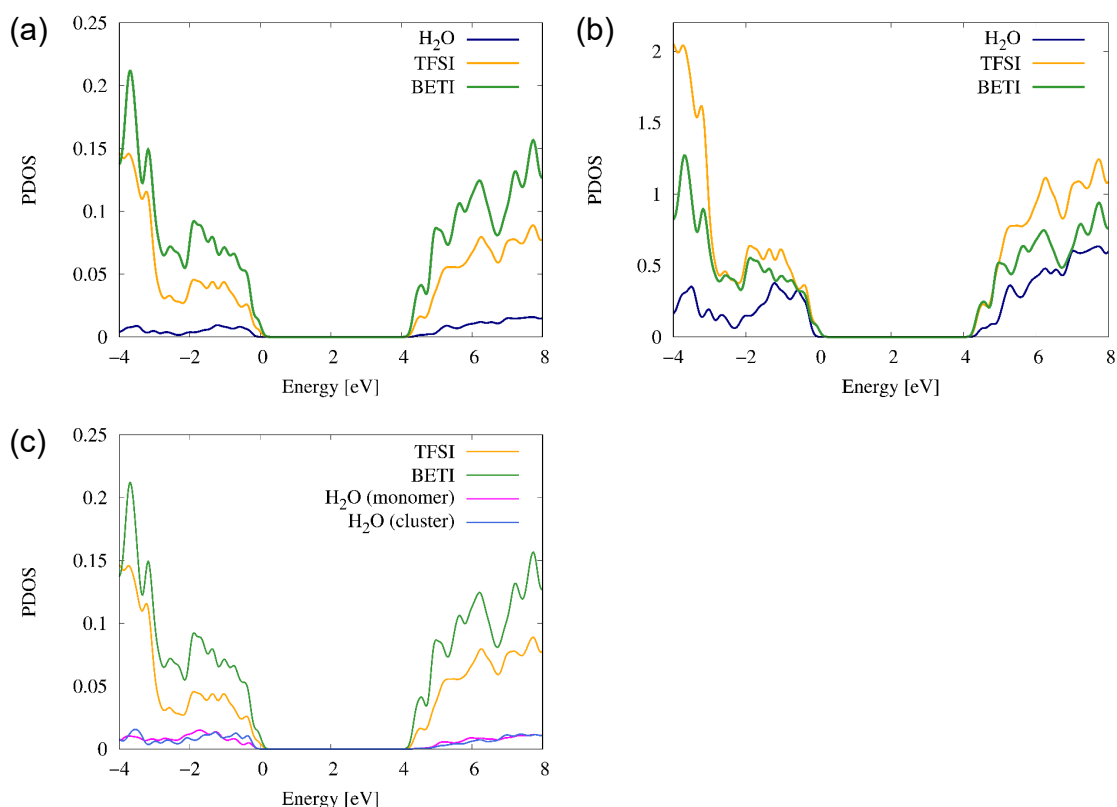 (a)
0.25
0.2
0.15
0.1
0.05
0
PDOS
H₂O
TFSI
BETI
−4 −2 0 2 4 6 8
Energy [eV]
(b)
2
1.5
1
0.5
0
PDOS
H₂O
TFSI
BETI
−4 −2 0 2 4 6 8
Energy [eV]
(c)
0.25
0.2
0.15
0.1
0.05
0
PDOS
TFSI
BETI
H₂O (monomer)
H₂O (cluster)
−4 −2 0 2 4 6 8
Energy [eV]